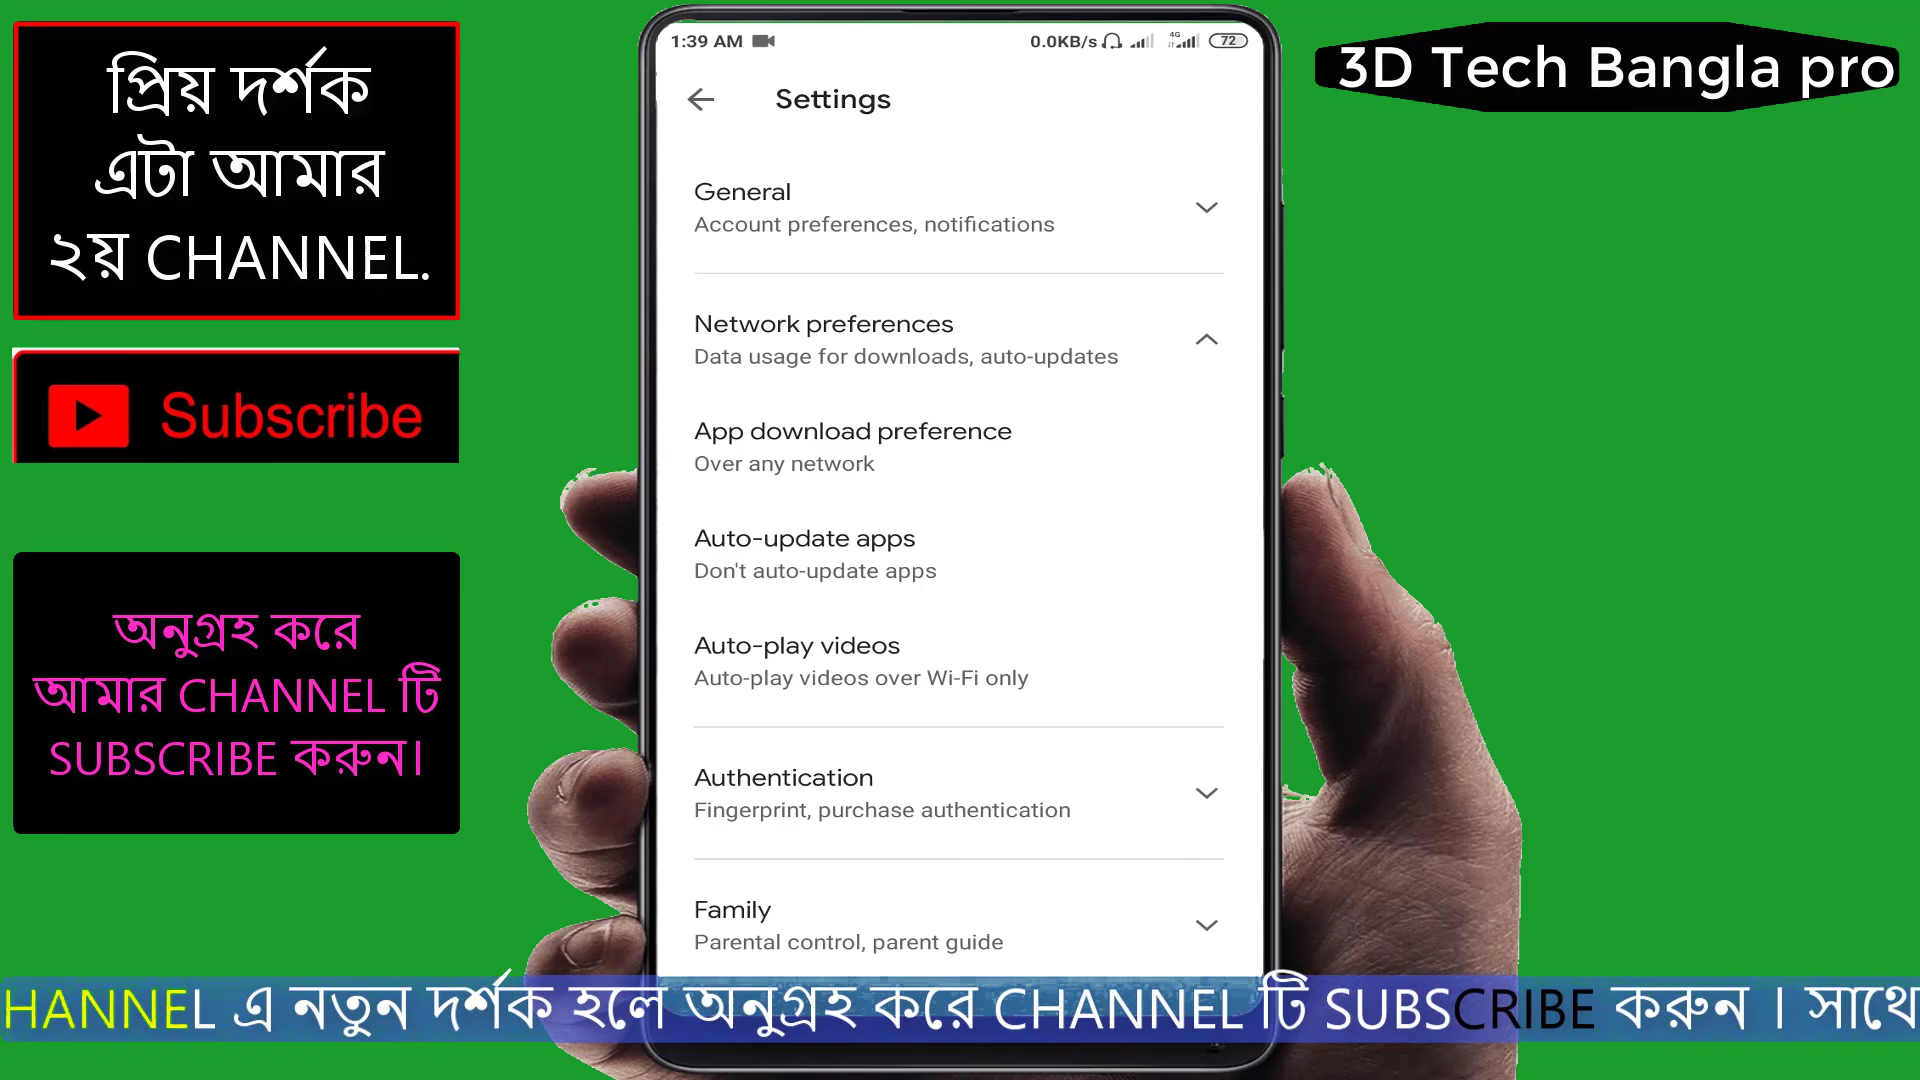 প্রিয় দর্শক
এটা আমার
২য় CHANNEL.
Subscribe
অনুগ্রহ করে
আমার CHANNEL টি
SUBSCRIBE করুন।
1:39 AM
0.0KB/s
4G
72
Settings
General
Account preferences, notifications
Network preferences
Data usage for downloads, auto-updates
App download preference
Over any network
Auto-update apps
Don't auto-update apps
Auto-play videos
Auto-play videos over Wi-Fi only
Authentication
Fingerprint, purchase authentication
Family
Parental control, parent guide
3D Tech Bangla pro
HANNEL এ নতুন দর্শক হলে অনুগ্রহ করে CHANNEL টি SUBSCRIBE করুন । সাথে